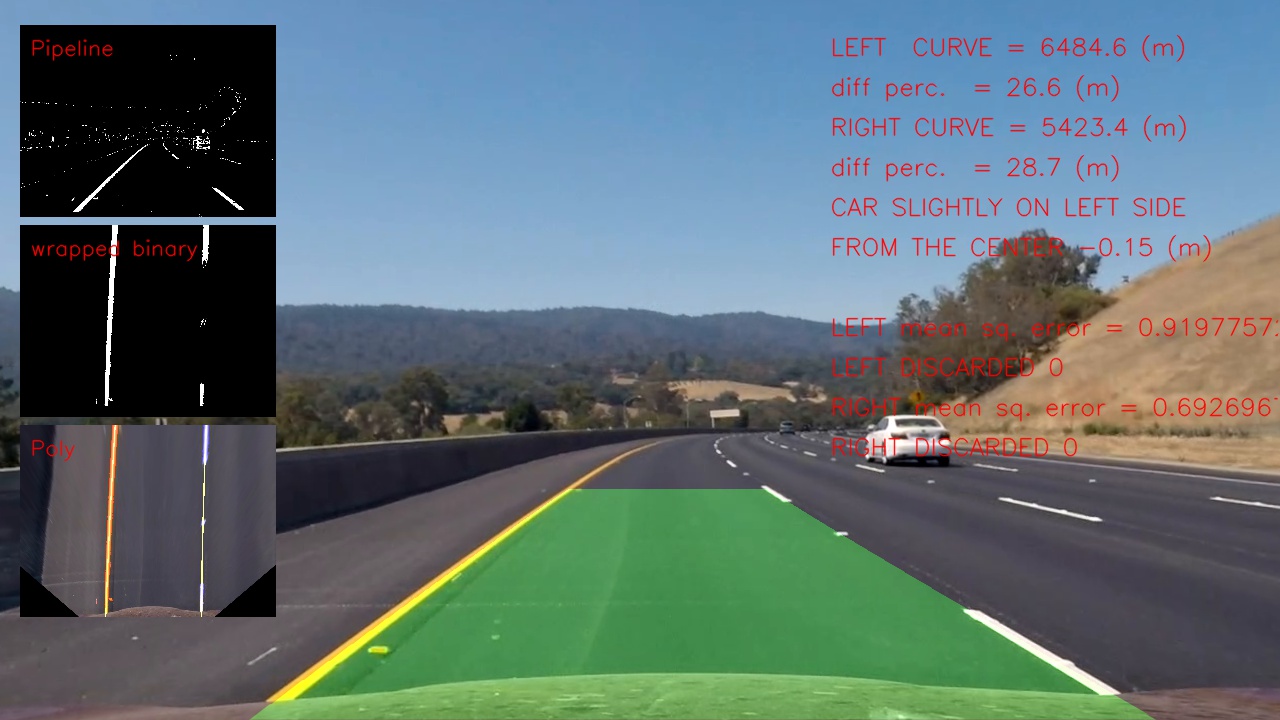 Pipeline
wrapped binary
Poly
LEFT CURVE = 6484.6 (m)
diff perc. = 26.6 (m)
RIGHT CURVE = 5423.4 (m)
diff perc. = 28.7 (m)
CAR SLIGHTLY ON LEFT SIDE
FROM THE CENTER -0.15 (m)
LEFT mean sq. error = 0.9197757
LEFT DISCARDED 0
RIGHT mean sq. error = 0.692696
RIGHT DISCARDED 0